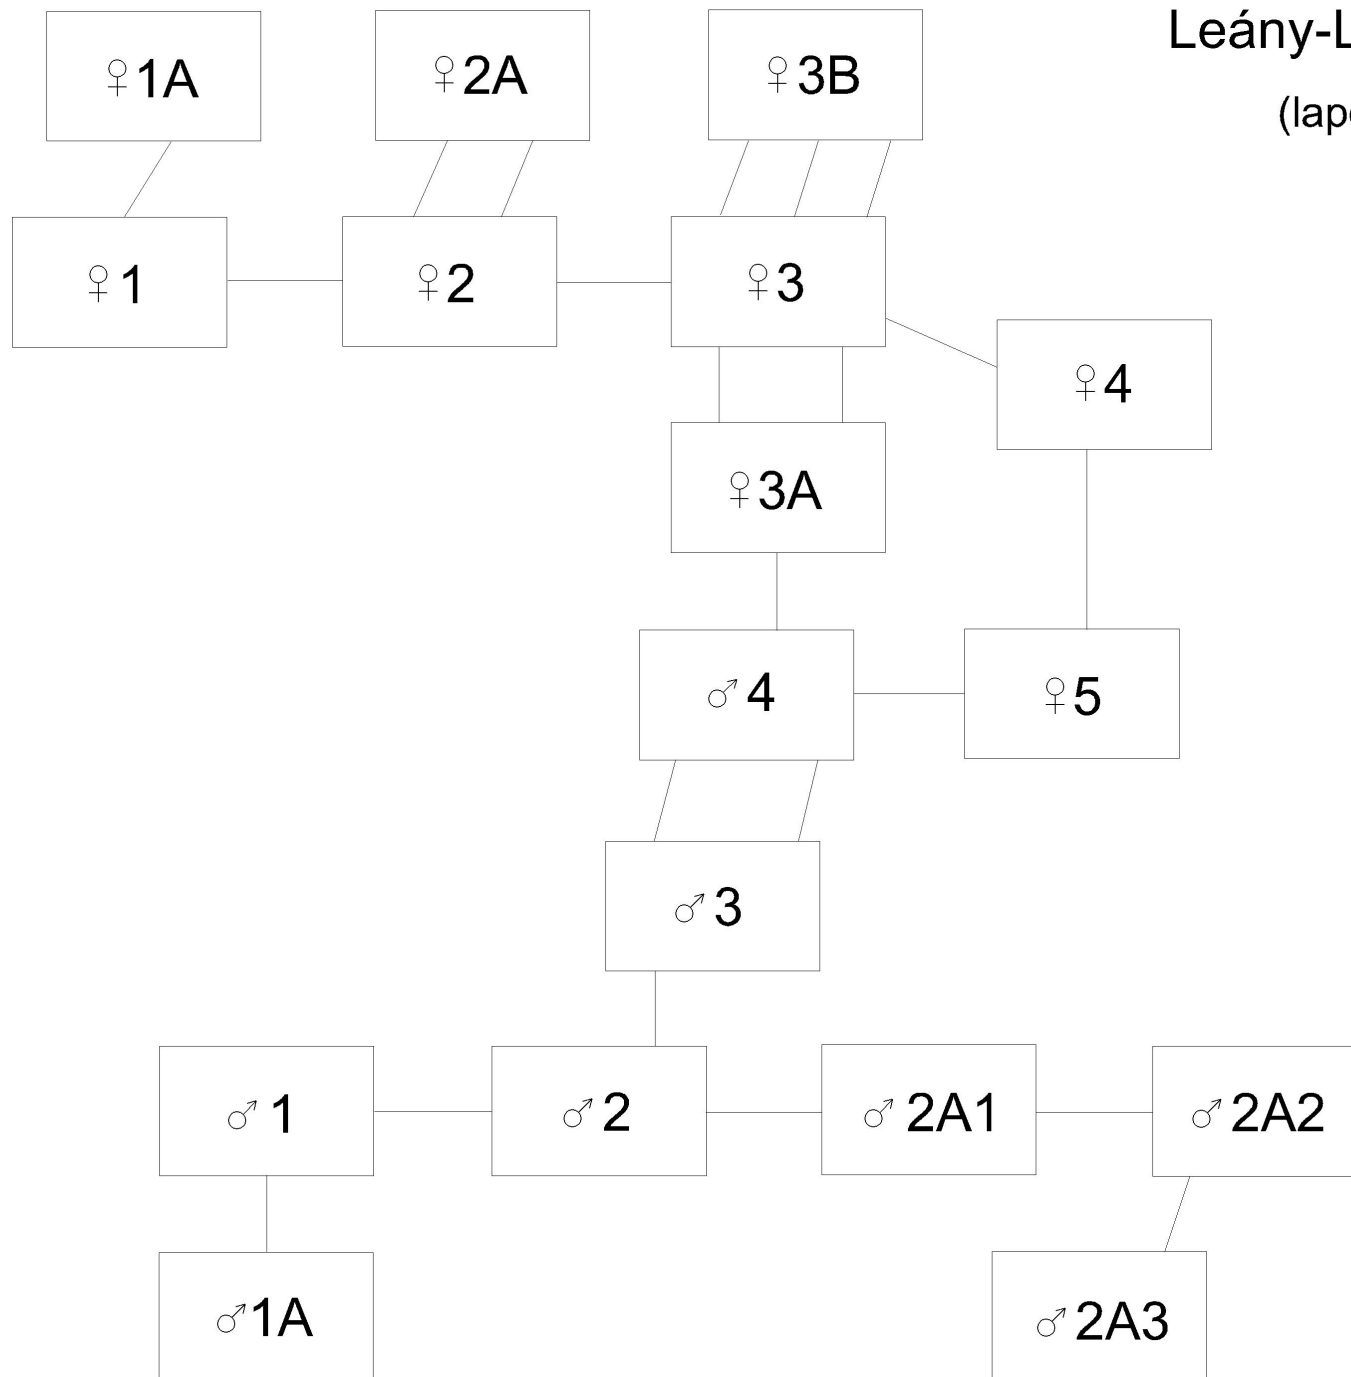 Leány-L
(lap
♀1A
♀2A
♀3B
♀1
♀2
♀3
♀4
♀3A
♂4
♀5
♂3
♂1
♂2
♂2A1
♂2A2
♂1A
♂2A3